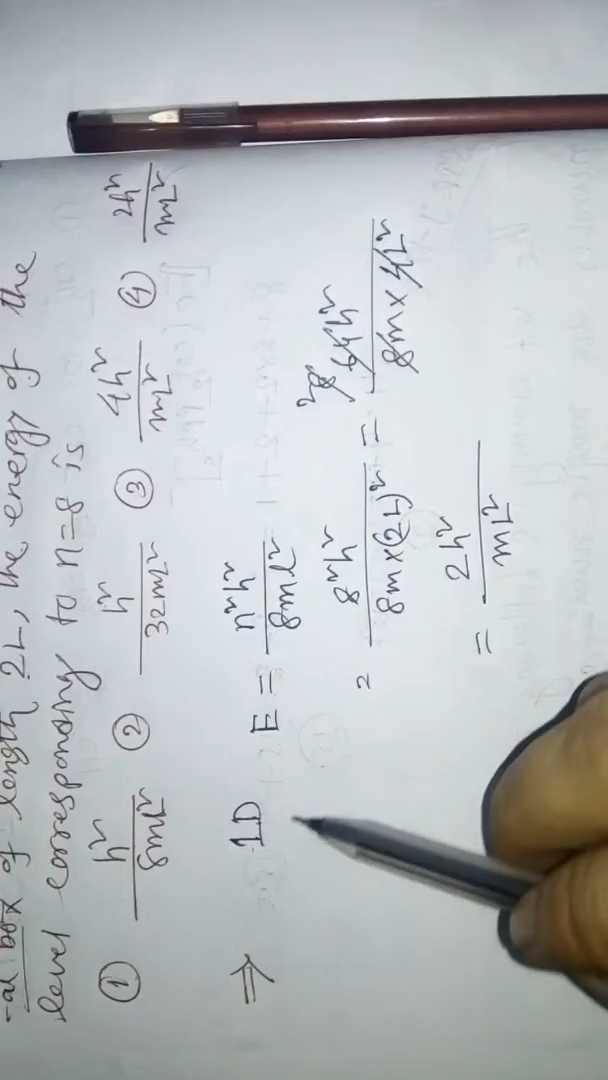 -al box of length 2L, the energy of the
level corresponding to n=8 is
① h²/8mL² ② h²/32mL² ③ 4h²/mL² ④ 2h²/mL²
⇒ 1D E = n²h²/8ml²
= 8²h²/8m×(2L)² = 64h²/8m×4L²
= 2h²/mL²